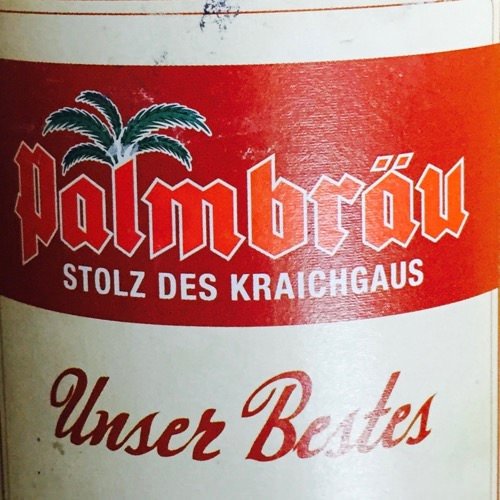 Palmbräu
STOLZ DES KRAICHGAUS
Unser Bestes